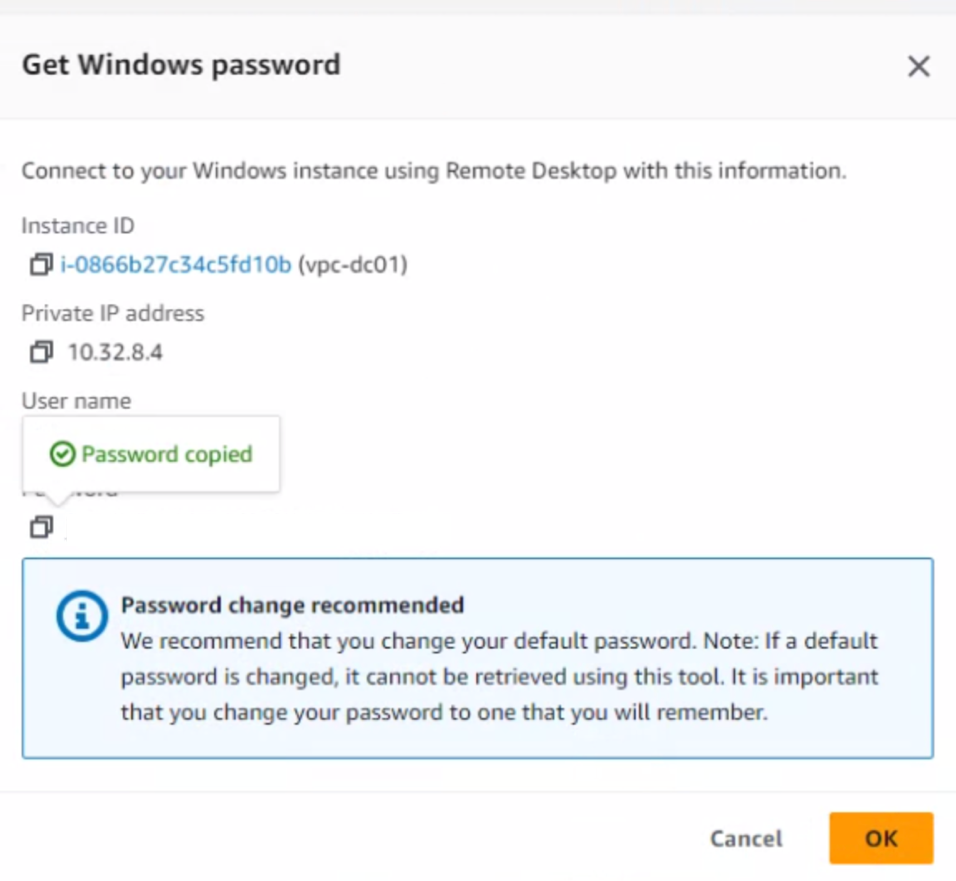 Get Windows password
Connect to your Windows instance using Remote Desktop with this information.
Instance ID
i-0866b27c34c5fd10b (vpc-dc01)
Private IP address
10.32.8.4
User name
Password copied
Password change recommended
We recommend that you change your default password. Note: If a default
password is changed, it cannot be retrieved using this tool. It is important
that you change your password to one that you will remember.
Cancel
OK